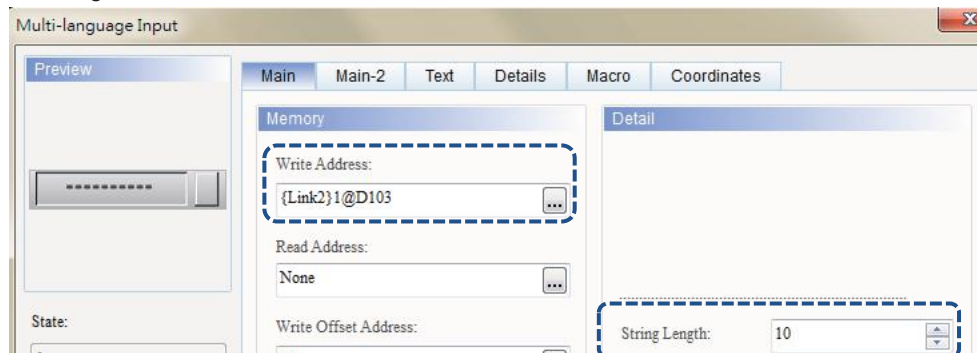 Multi-language Input
Preview
Main Main-2 Text Details Macro Coordinates
Memory
Write Address:
{Link2}1@D103
...
Read Address:
None
...
Write Offset Address:
Detail
String Length: 10
State: